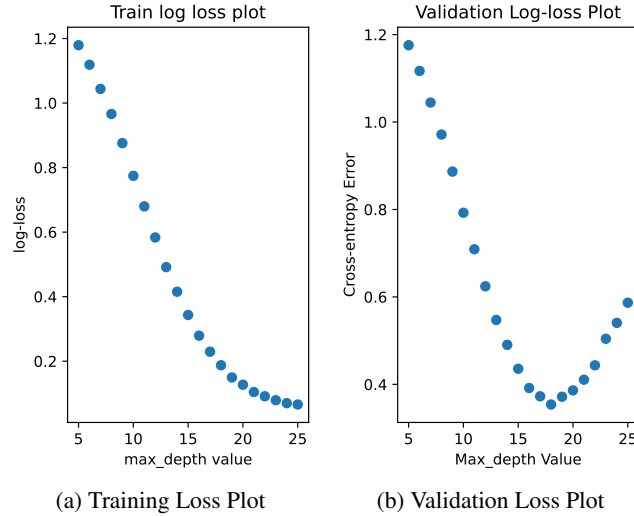 Train log loss plot
log-loss
1.2
1.0
0.8
0.6
0.4
0.2
5 10 15 20 25
max_depth value
(a) Training Loss Plot
Validation Log-loss Plot
Cross-entropy Error
1.2
1.0
0.8
0.6
0.4
5 10 15 20 25
Max_depth Value
(b) Validation Loss Plot